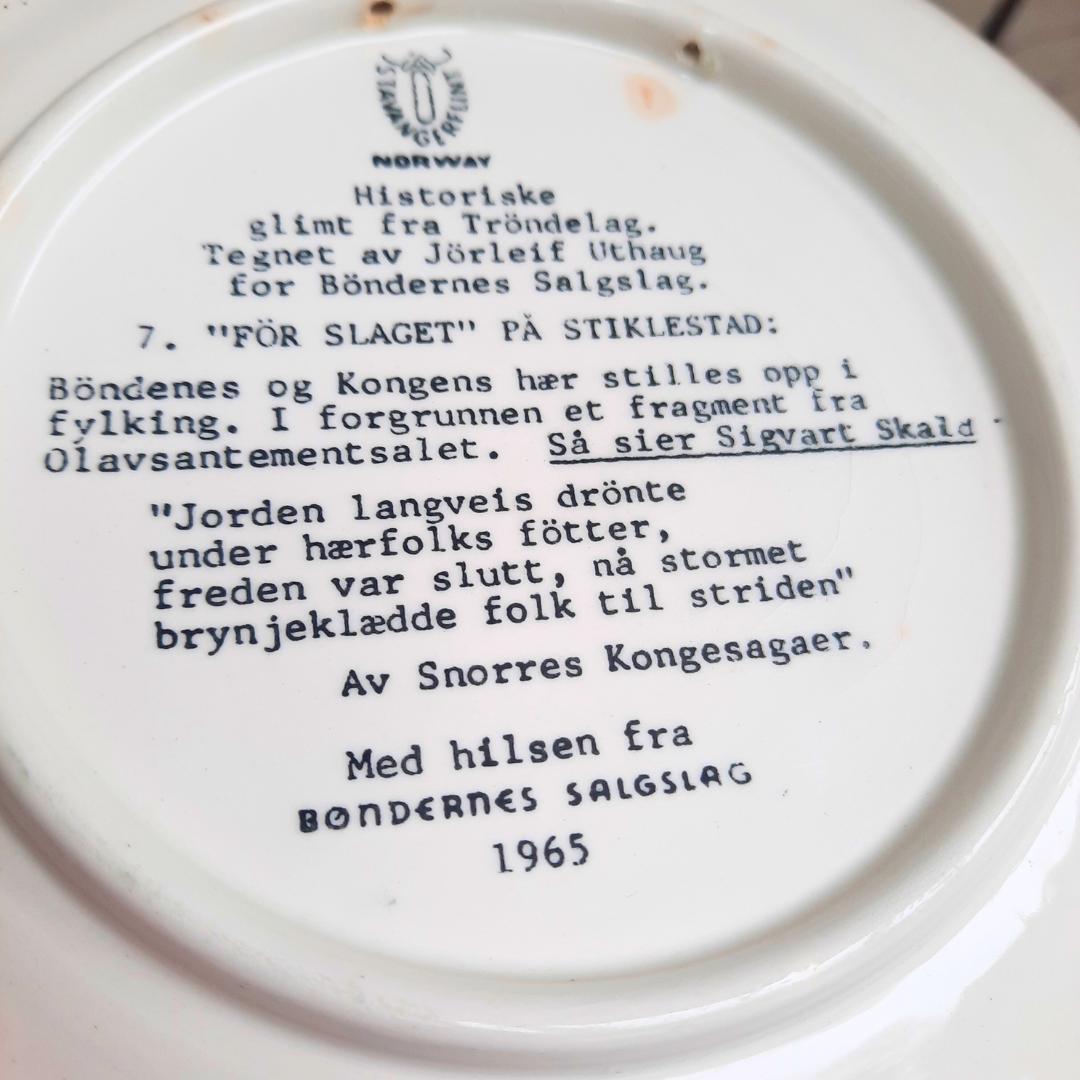 STAVANGERFLINT
NORWAY
Historiske
glimt fra Tröndelag.
Tegnet av Jörleif Uthaug
for Böndernes Salgslag.
7. "FÖR SLAGET" PÅ STIKLESTAD:
Böndenes og Kongens hær stilles opp i
fylking. I forgrunnen et fragment fra
Olavsantementsalet. Så sier Sigvart Skald -
"Jorden langveis drönte
under hærfolks fötter,
freden var slutt, nå stormet
brynjeklædde folk til striden"
Av Snorres Kongesagaer.
Med hilsen fra
BØNDERNES SALGSLAG
1965